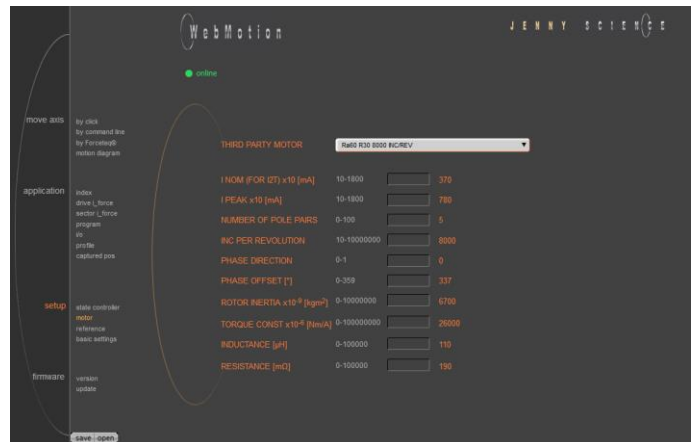 WebMotion
JENNY SCIENCE
online
move axis
by click
by command line
by Forceteq®
motion diagram
application
index
drive i_force
sector i_force
program
i/o
profile
captured pos
setup
state controller
motor
reference
basic settings
firmware
version
update
save open
THIRD PARTY MOTOR Ra60 R30 8000 INC/REV
I NOM (FOR I2T) x10 [mA] 10-1800 370
I PEAK x10 [mA] 10-1800 780
NUMBER OF POLE PAIRS 0-100 5
INC PER REVOLUTION 10-10000000 8000
PHASE DIRECTION 0-1 0
PHASE OFFSET [°] 0-359 337
ROTOR INERTIA x10⁻⁸ [kgm²] 0-10000000 6700
TORQUE CONST x10⁻⁶ [Nm/A] 0-100000000 26000
INDUCTANCE [µH] 0-100000 110
RESISTANCE [mΩ] 0-100000 190